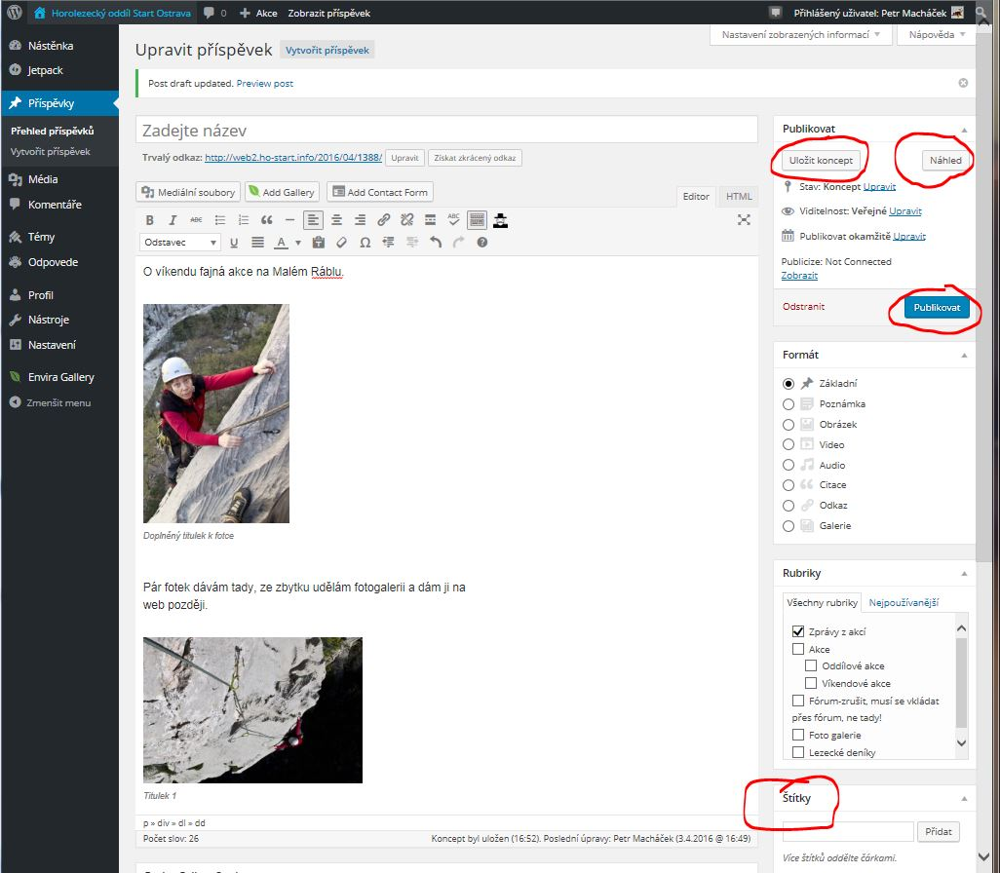 Horolezecký oddíl Start Ostrava 0 Akce Zobrazit příspěvek Přihlášený uživatel: Petr Macháček
Nástěnka
Jetpack
Příspěvky
Přehled příspěvků
Vytvořit příspěvek
Média
Komentáře
Témy
Odpovede
Profil
Nástroje
Nastavení
Envira Gallery
Zmenšit menu
Nastavení zobrazených informací Nápověda
Upravit příspěvek Vytvořit příspěvek
Post draft updated. Preview post
Zadejte název
Trvalý odkaz: http://web2.ho-start.info/2016/04/1388/ Upravit Získat zkrácený odkaz
Mediální soubory Add Gallery Add Contact Form
Editor HTML
B I ABC ABC
Odstavec U A Ω
O víkendu fajná akce na Malém Ráblu.
Doplněný titulek k fotce
Pár fotek dávám tady, ze zbytku udělám fotogalerii a dám ji na
web později.
Titulek 1
p » div » dl » dd
Počet slov: 26 Koncept byl uložen (16:52). Poslední úpravy: Petr Macháček (3.4.2016 @ 16:49)
Publikovat
Uložit koncept Náhled
Stav: Koncept Upravit
Viditelnost: Veřejné Upravit
Publikovat okamžitě Upravit
Publicize: Not Connected
Zobrazit
Odstranit Publikovat
Formát
Základní
Poznámka
Obrázek
Video
Audio
Citace
Odkaz
Galerie
Rubriky
Všechny rubriky Nejpoužívanější
Zprávy z akcí
Akce
Oddílové akce
Víkendové akce
Fórum-zrušit, musí se vkládat
přes fórum, ne tady!
Foto galerie
Lezecké deníky
Štítky
Přidat
Více štítků oddělte čárkami.